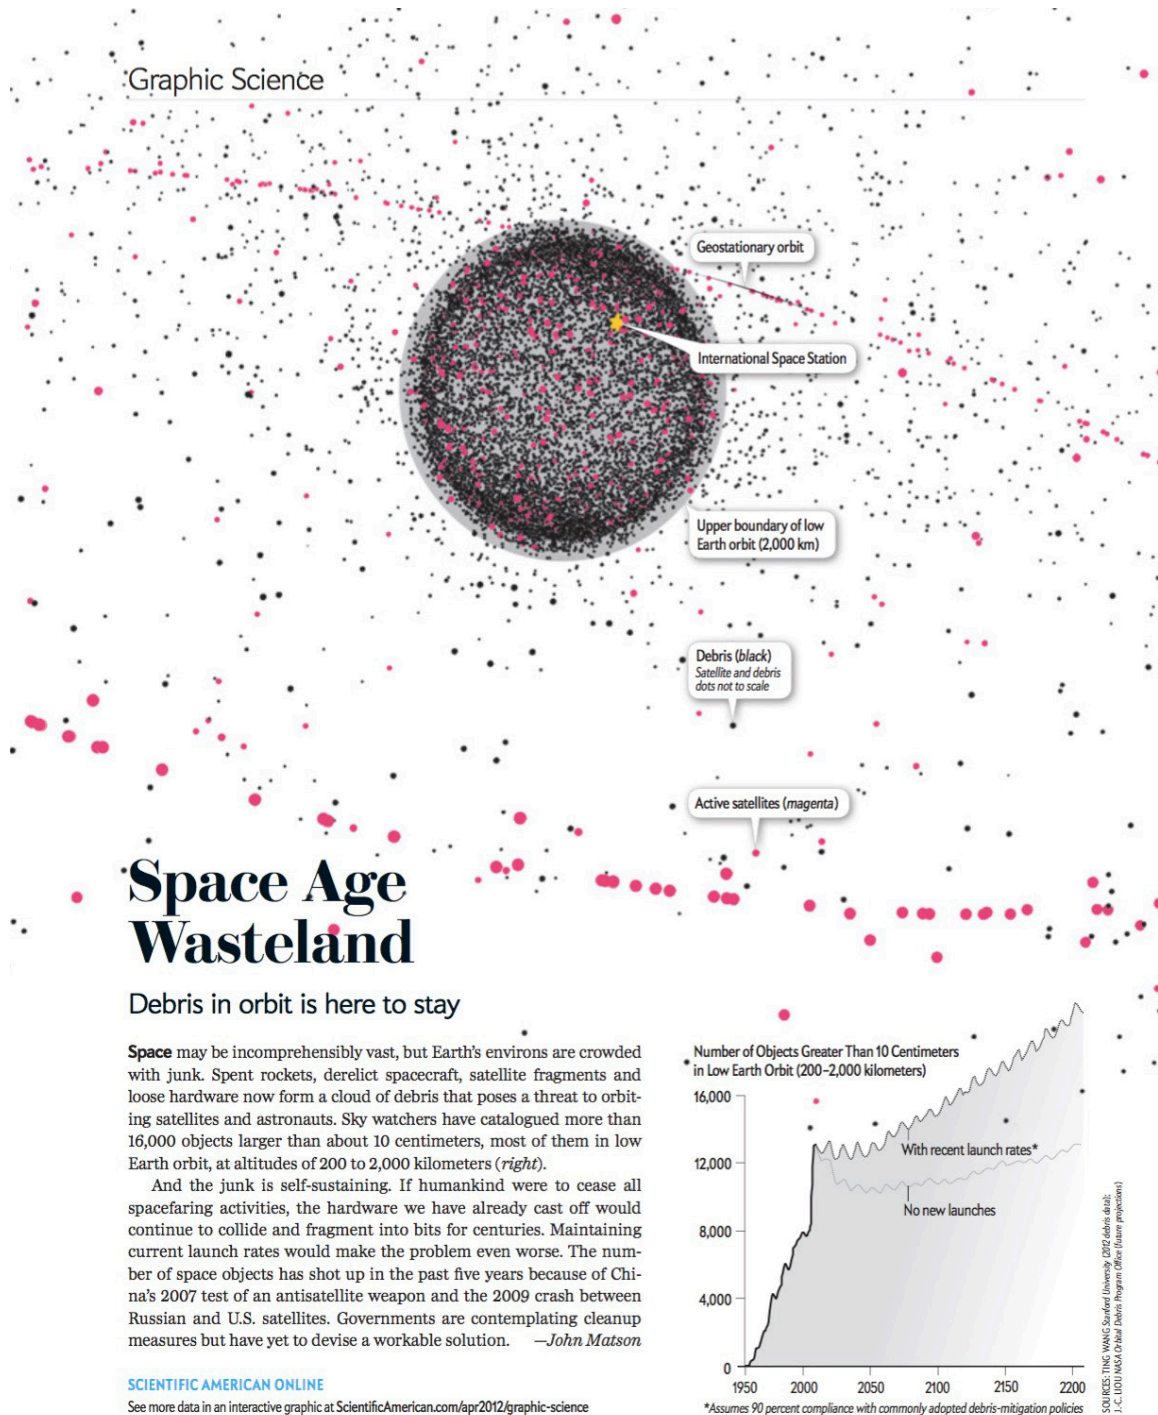 Graphic Science
Geostationary orbit
International Space Station
Upper boundary of low
Earth orbit (2,000 km)
Debris (black)
Satellite and debris
dots not to scale
Active satellites (magenta)
Space Age
Wasteland
Debris in orbit is here to stay
Space may be incomprehensibly vast, but Earth's environs are crowded
with junk. Spent rockets, derelict spacecraft, satellite fragments and
loose hardware now form a cloud of debris that poses a threat to orbit-
ing satellites and astronauts. Sky watchers have catalogued more than
16,000 objects larger than about 10 centimeters, most of them in low
Earth orbit, at altitudes of 200 to 2,000 kilometers (right).
And the junk is self-sustaining. If humankind were to cease all
spacefaring activities, the hardware we have already cast off would
continue to collide and fragment into bits for centuries. Maintaining
current launch rates would make the problem even worse. The num-
ber of space objects has shot up in the past five years because of Chi-
na's 2007 test of an antisatellite weapon and the 2009 crash between
Russian and U.S. satellites. Governments are contemplating cleanup
measures but have yet to devise a workable solution. —John Matson
SCIENTIFIC AMERICAN ONLINE
See more data in an interactive graphic at ScientificAmerican.com/apr2012/graphic-science
Number of Objects Greater Than 10 Centimeters
in Low Earth Orbit (200–2,000 kilometers)
16,000
12,000
8,000
4,000
0
With recent launch rates*
No new launches
1950 2000 2050 2100 2150 2200
*Assumes 90 percent compliance with commonly adopted debris-mitigation policies
SOURCES: TING WANG Stanford University (2012 debris data);
J.-C. LIOU NASA Orbital Debris Program Office (future projections)